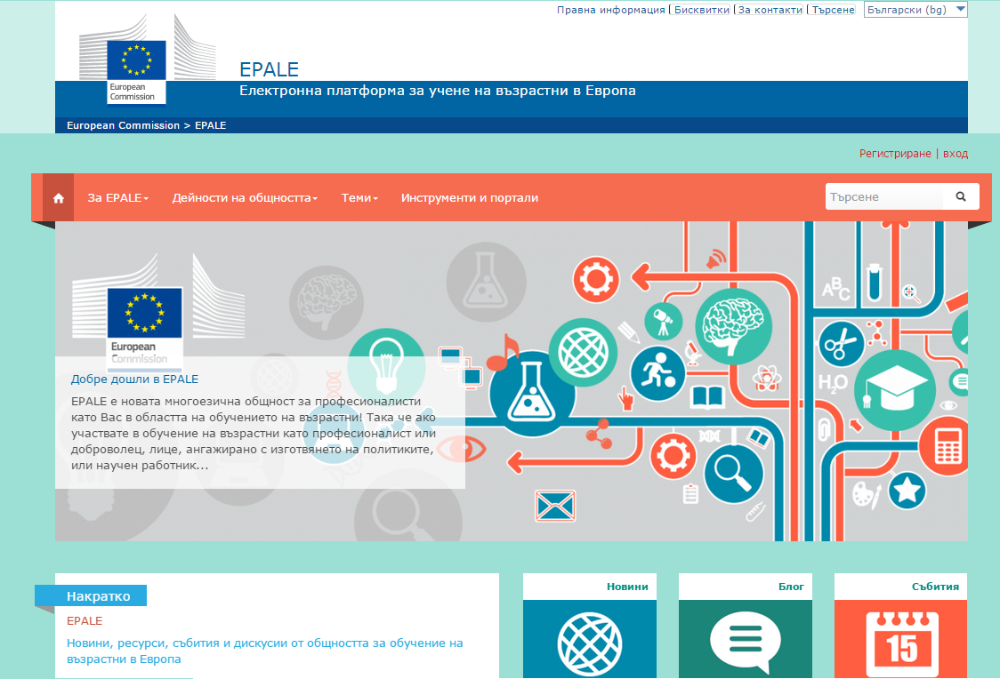 Правна информация | Бисквитки | За контакти | Търсене Български (bg)
European
Commission
EPALE
Електронна платформа за учене на възрастни в Европа
European Commission > EPALE
Регистриране | вход
За EPALE Дейности на общността Теми Инструменти и портали Търсене
European
Commission
ABC
H2O
Добре дошли в EPALE
EPALE е новата многоезична общност за професионалисти
като Вас в областта на обучението на възрастни! Така че ако
участвате в обучение на възрастни като професионалист или
доброволец, лице, ангажирано с изготвянето на политиките,
или научен работник...
Накратко
EPALE
Новини, ресурси, събития и дискусии от общността за обучение на
възрастни в Европа
Новини
Блог
Събития
15